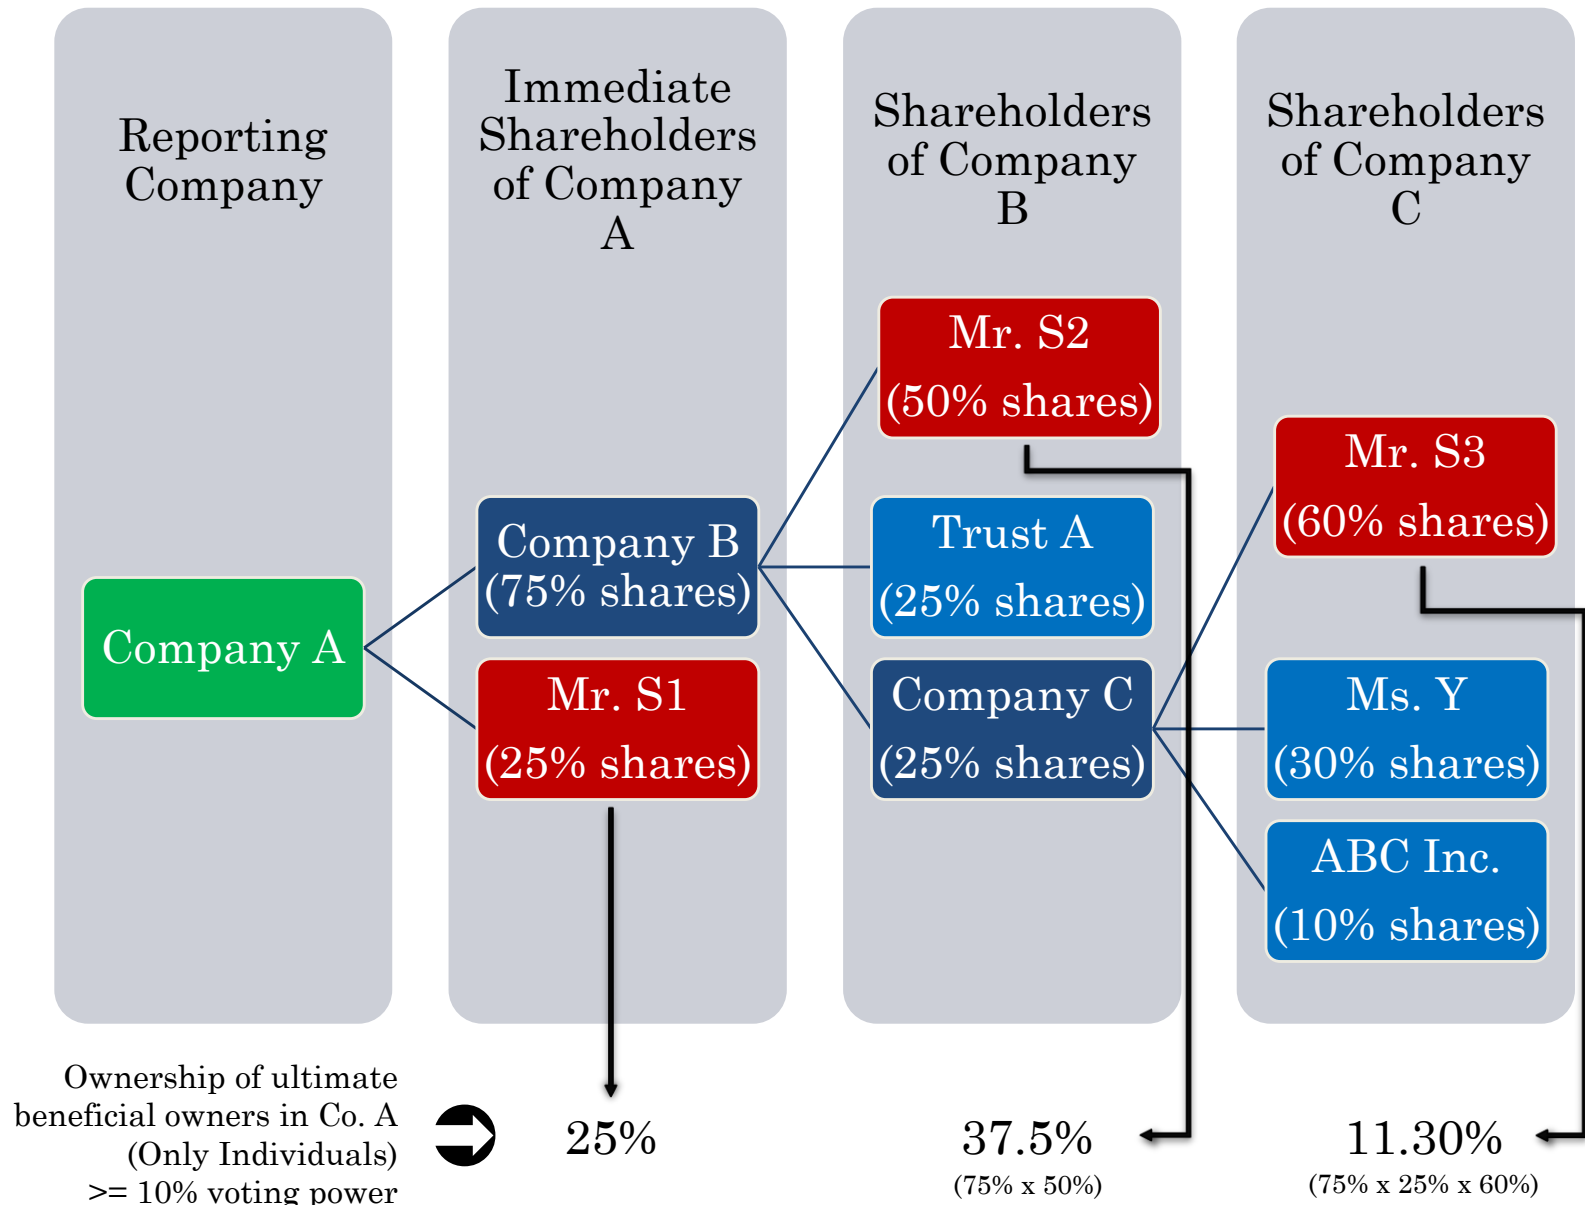 Reporting
Company
Immediate
Shareholders
of Company
A
Shareholders
of Company
B
Shareholders
of Company
C
Company A
Company B
(75% shares)
Mr. S1
(25% shares)
Mr. S2
(50% shares)
Trust A
(25% shares)
Company C
(25% shares)
Mr. S3
(60% shares)
Ms. Y
(30% shares)
ABC Inc.
(10% shares)
Ownership of ultimate
beneficial owners in Co. A
(Only Individuals)
>= 10% voting power
25%
37.5%
(75% x 50%)
11.30%
(75% x 25% x 60%)